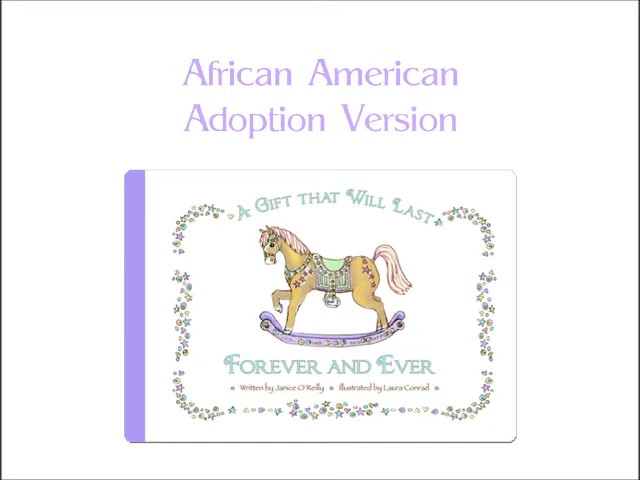 African American
Adoption Version
A Gift that Will Last
Forever and Ever
Written by Janice O'Reilly • Illustrated by Laura Conrad